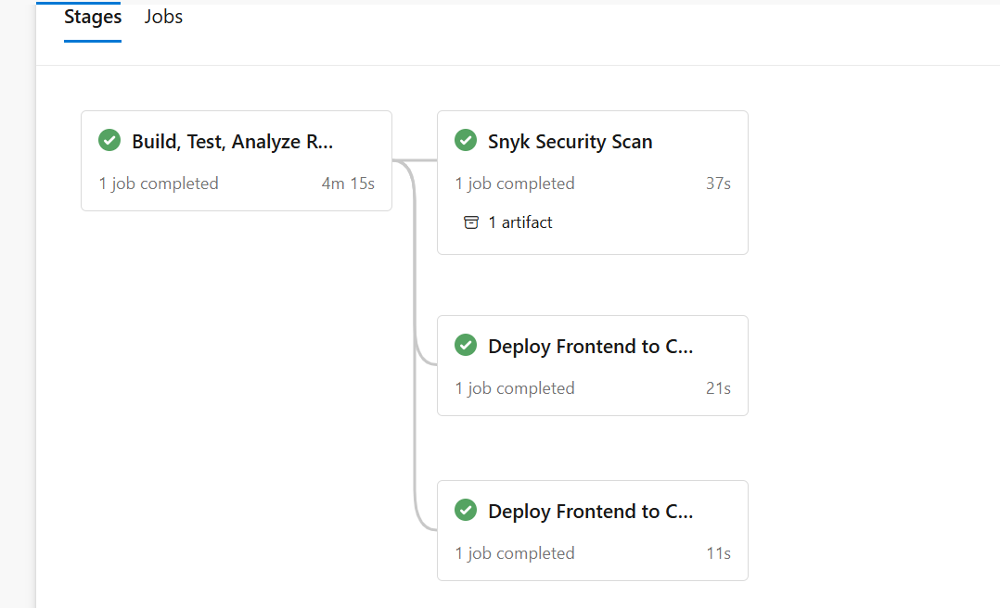 Stages Jobs
Build, Test, Analyze R...
1 job completed 4m 15s
Snyk Security Scan
1 job completed 37s
1 artifact
Deploy Frontend to C...
1 job completed 21s
Deploy Frontend to C...
1 job completed 11s